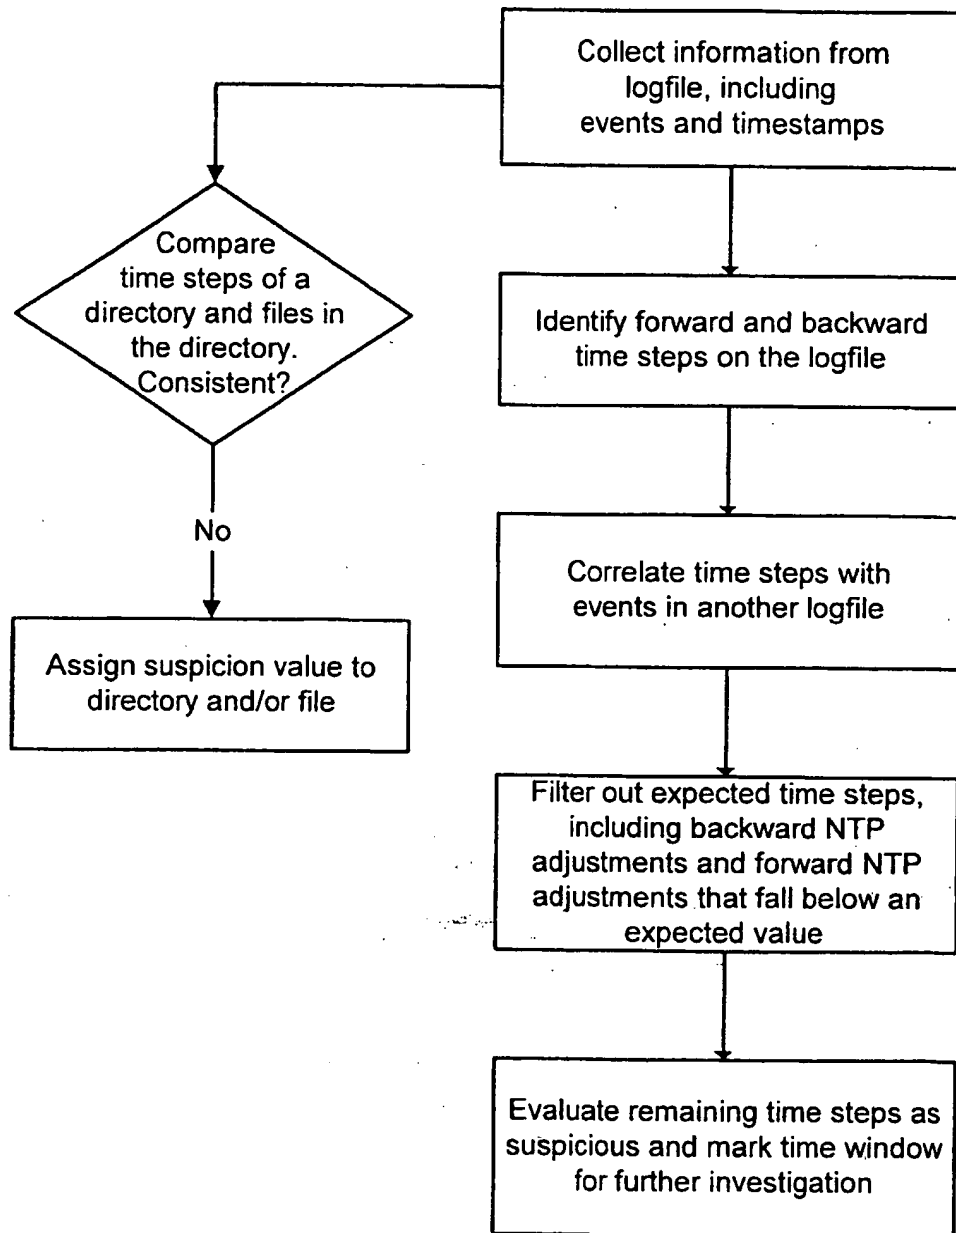 Collect information from
logfile, including
events and timestamps
Compare
time steps of a
directory and files in
the directory.
Consistent?
Identify forward and backward
time steps on the logfile
No
Correlate time steps with
events in another logfile
Assign suspicion value to
directory and/or file
Filter out expected time steps,
including backward NTP
adjustments and forward NTP
adjustments that fall below an
expected value
Evaluate remaining time steps as
suspicious and mark time window
for further investigation